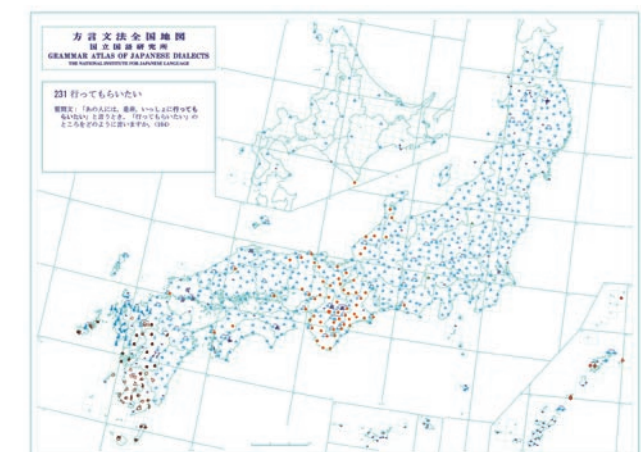 方言文法全国地図
国立国語研究所
GRAMMAR ATLAS OF JAPANESE DIALECTS
THE NATIONAL INSTITUTE FOR JAPANESE LANGUAGE
231 行ってもらいたい
質問文:「あの人には、是非、いっしょに行っても
らいたい」と言うとき、「行ってもらいたい」の
ところをどのように言いますか。